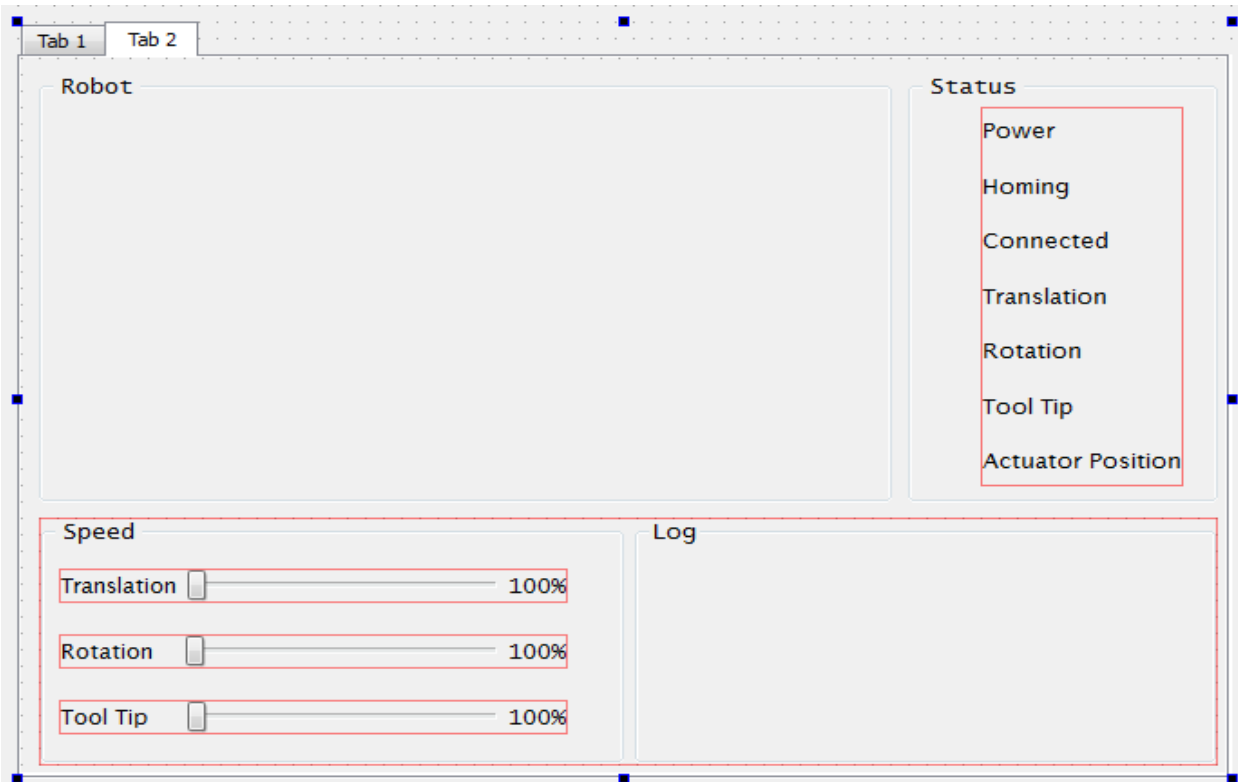 Tab 1 Tab 2
Robot
Status
Power
Homing
Connected
Translation
Rotation
Tool Tip
Actuator Position
Speed
Translation 100%
Rotation 100%
Tool Tip 100%
Log